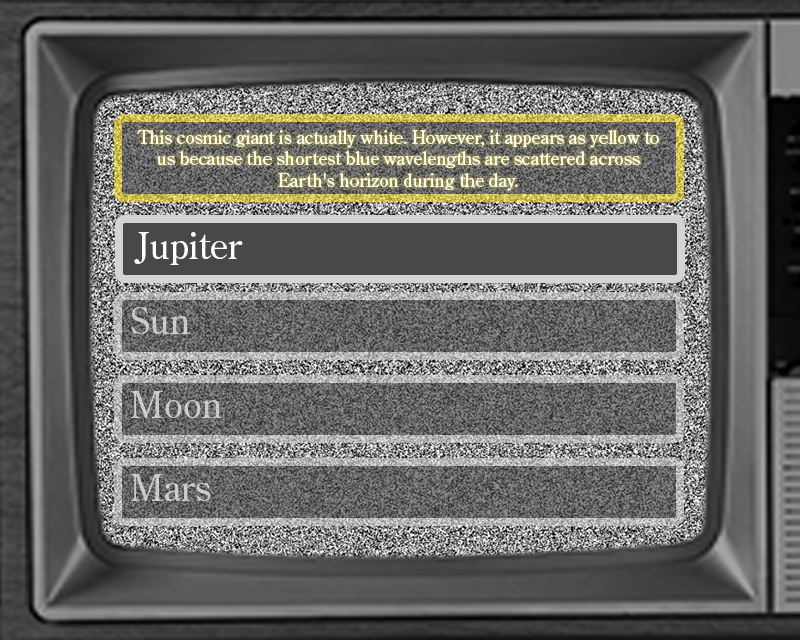 This cosmic giant is actually white. However, it appears as yellow to
us because the shortest blue wavelengths are scattered across
Earth's horizon during the day.
Jupiter
Sun
Moon
Mars